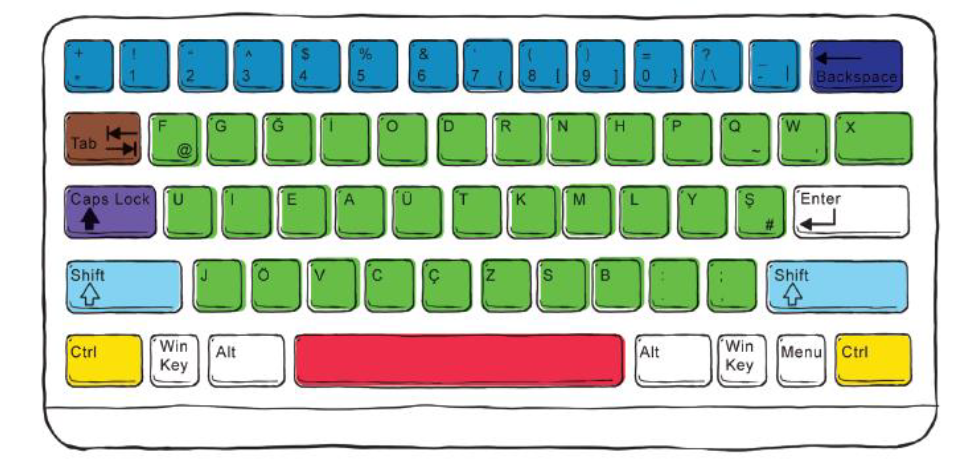 + ! " ^ $ % & ' ( ) = ? _
* 1 2 3 4 5 6 7 { 8 [ 9 ] 0 } / \ - | Backspace
Tab F @ G Ğ İ O D R N H P Q ~ W , X
Caps Lock U I E A Ü T K M L Y Ş # Enter
Shift J Ö V C Ç Z S B : . ; , Shift
Ctrl Win Key Alt Alt Win Key Menu Ctrl